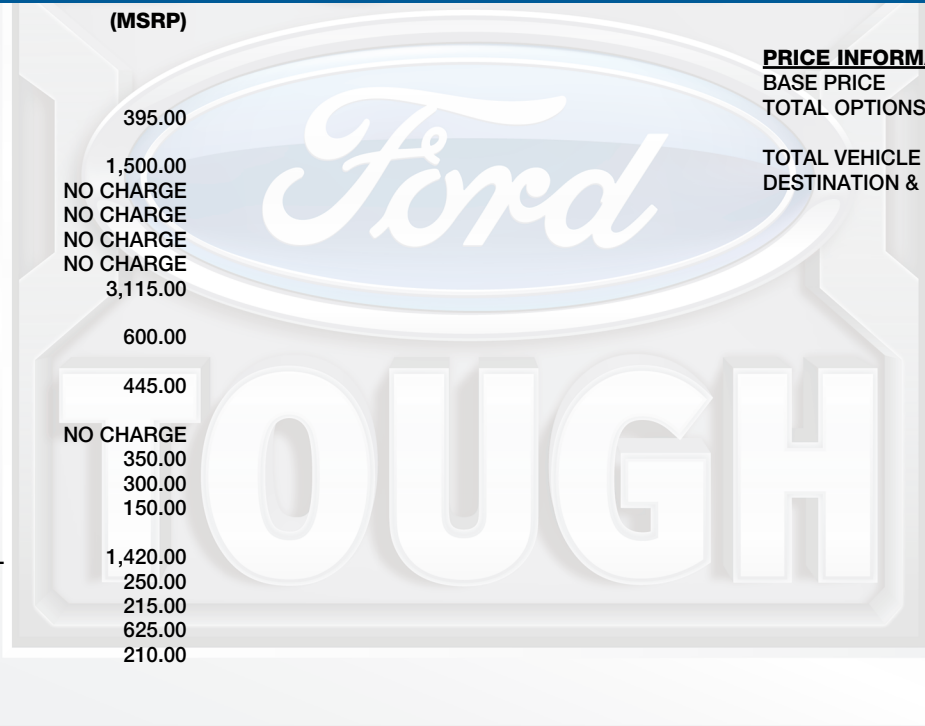 (MSRP)
395.00
1,500.00
NO CHARGE
NO CHARGE
NO CHARGE
NO CHARGE
3,115.00
600.00
445.00
NO CHARGE
350.00
300.00
150.00
1,420.00
250.00
215.00
625.00
210.00
PRICE INFORM
BASE PRICE
TOTAL OPTIONS
TOTAL VEHICLE
DESTINATION &
Ford
TOUGH